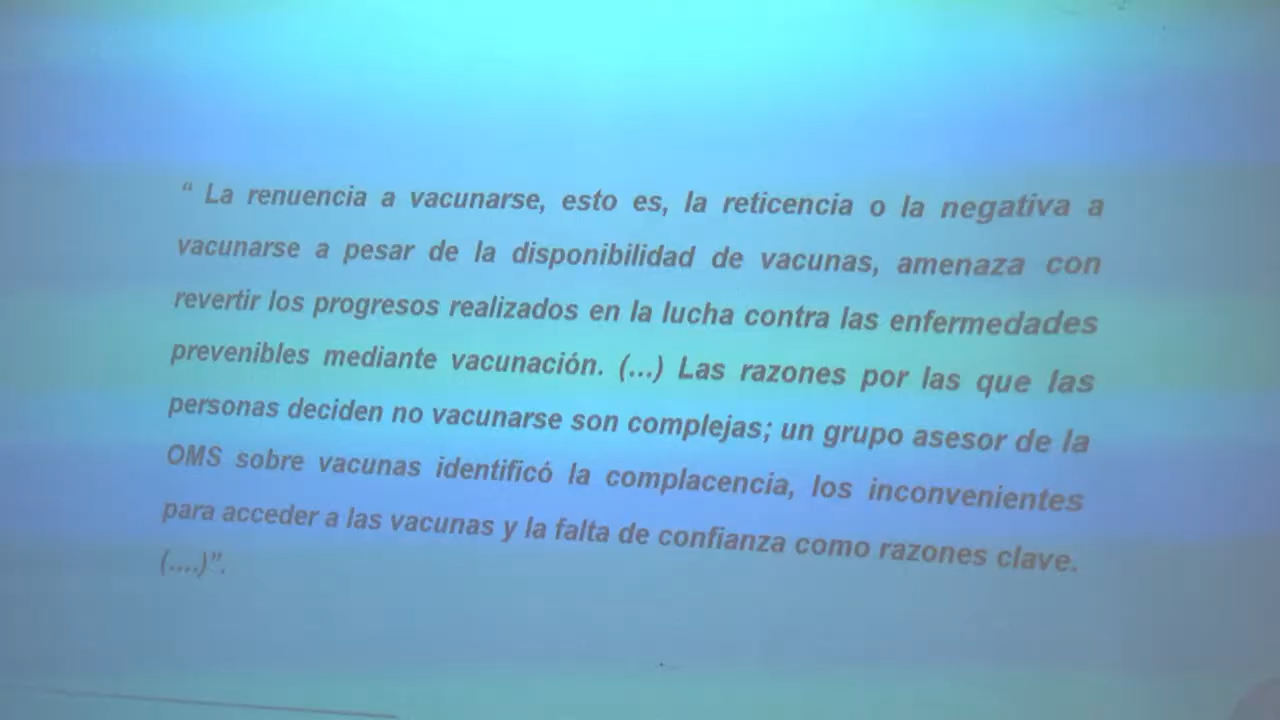 “ La renuencia a vacunarse, esto es, la reticencia o la negativa a
vacunarse a pesar de la disponibilidad de vacunas, amenaza con
revertir los progresos realizados en la lucha contra las enfermedades
prevenibles mediante vacunación. (...) Las razones por las que las
personas deciden no vacunarse son complejas; un grupo asesor de la
OMS sobre vacunas identificó la complacencia, los inconvenientes
para acceder a las vacunas y la falta de confianza como razones clave.
(....)”.